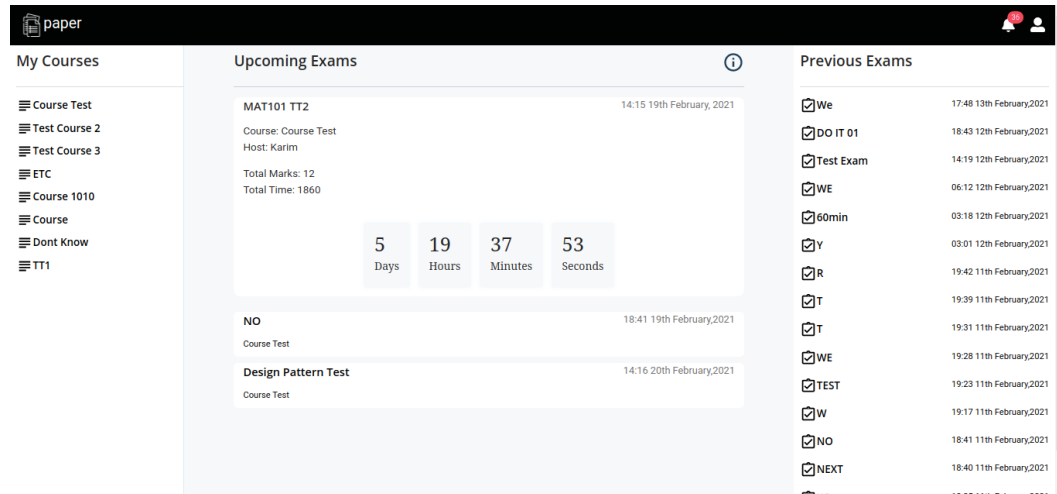 paper
36
My Courses
Course Test
Test Course 2
Test Course 3
ETC
Course 1010
Course
Dont Know
TT1
Upcoming Exams
MAT101 TT2 14:15 19th February, 2021
Course: Course Test
Host: Karim
Total Marks: 12
Total Time: 1860
5 19 37 53
Days Hours Minutes Seconds
NO 18:41 19th February,2021
Course Test
Design Pattern Test 14:16 20th February,2021
Course Test
Previous Exams
We 17:48 13th February,2021
DO IT 01 18:43 12th February,2021
Test Exam 14:19 12th February,2021
WE 06:12 12th February,2021
60min 03:18 12th February,2021
Y 03:01 12th February,2021
R 19:42 11th February,2021
T 19:39 11th February,2021
T 19:31 11th February,2021
WE 19:28 11th February,2021
TEST 19:23 11th February,2021
W 19:17 11th February,2021
NO 18:41 11th February,2021
NEXT 18:40 11th February,2021